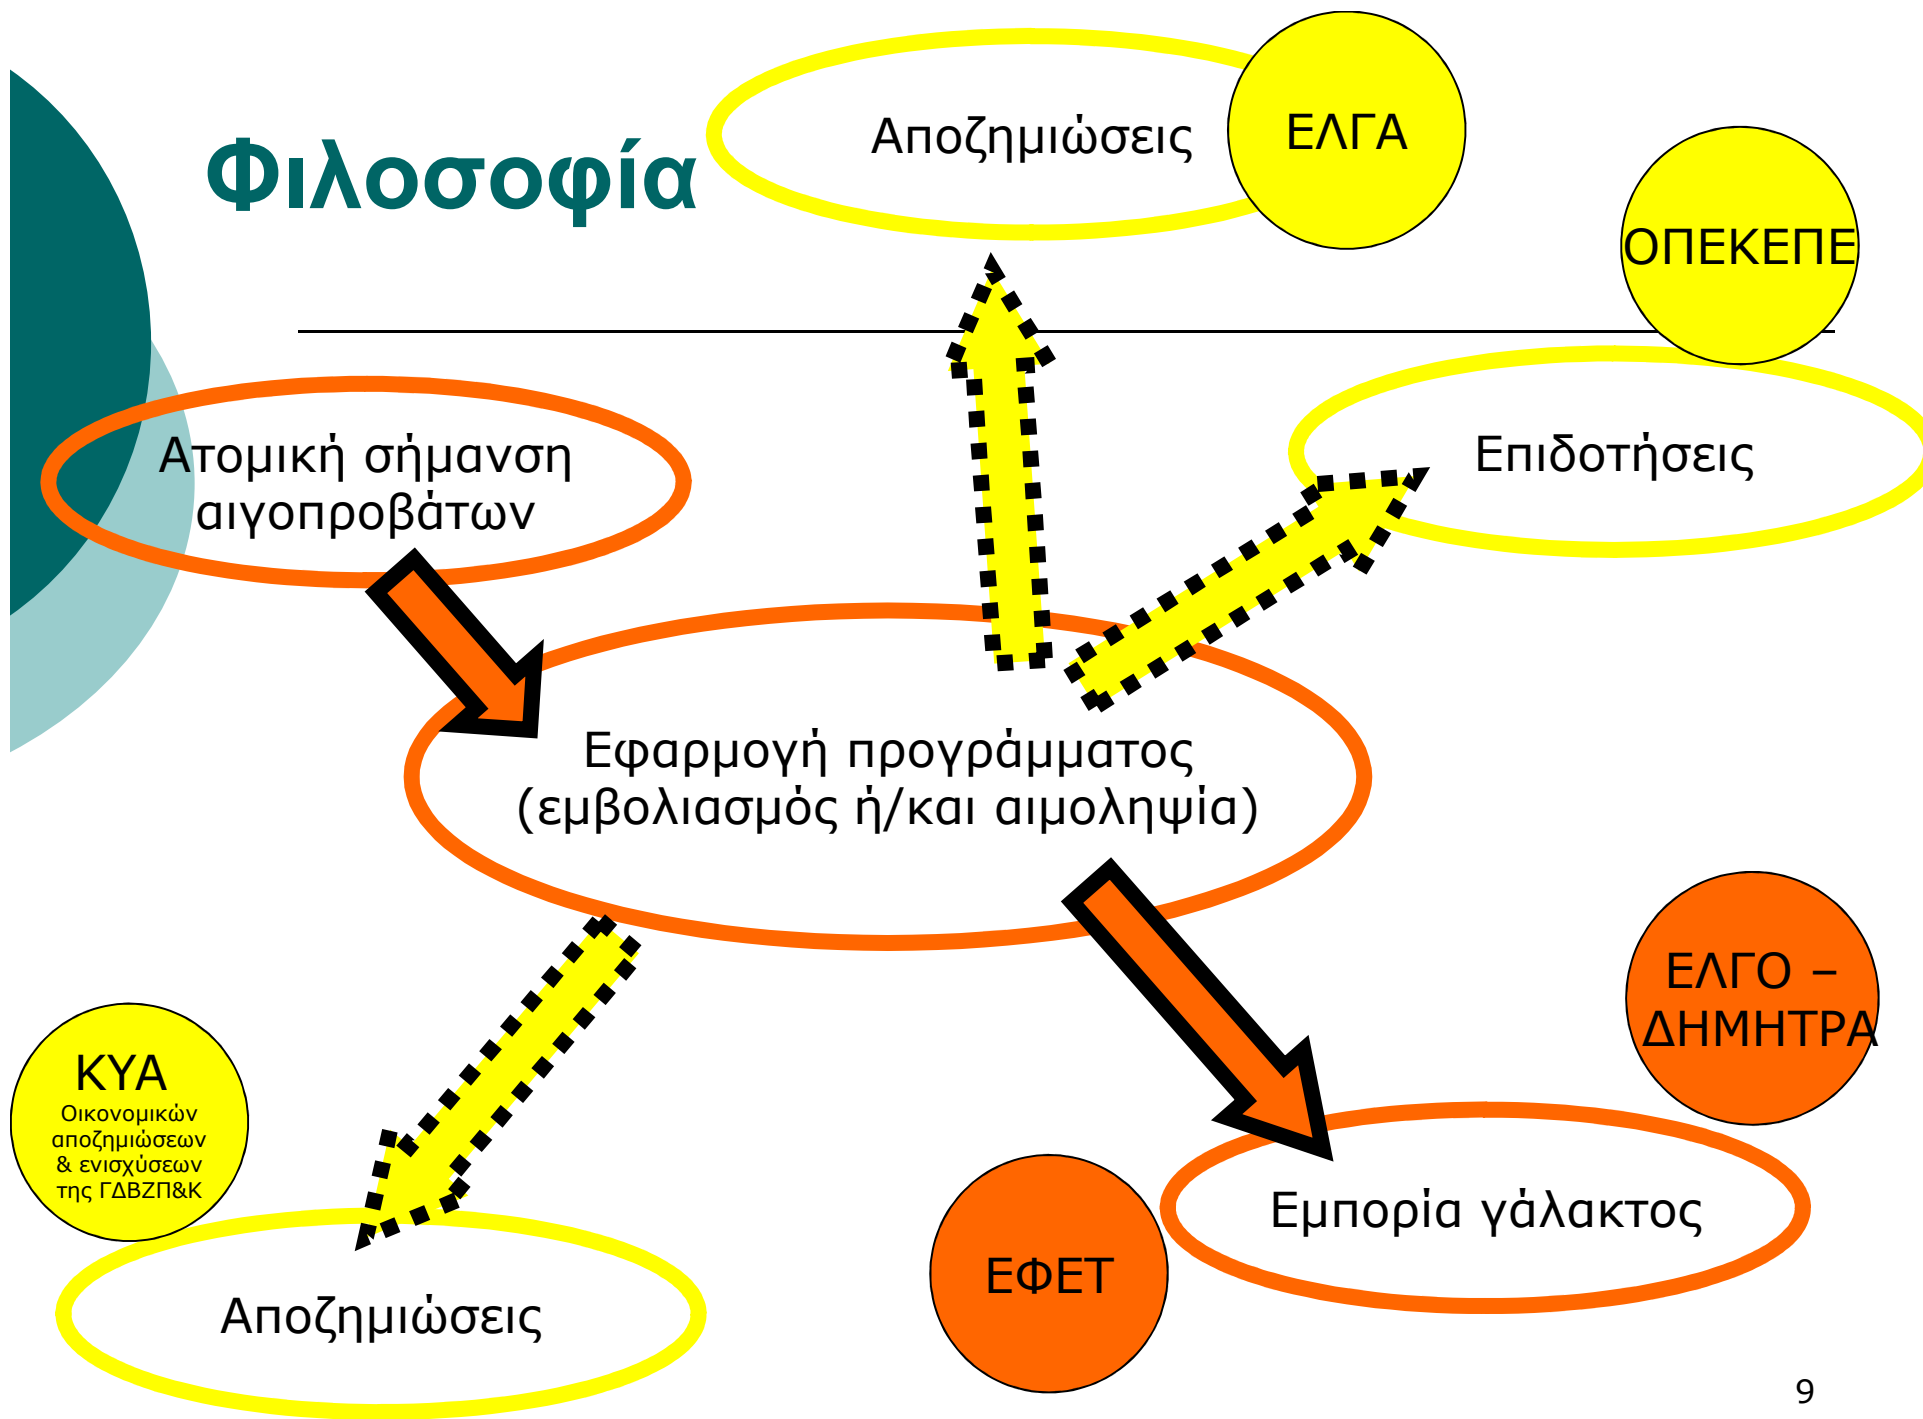 Φιλοσοφία
Αποζημιώσεις
ΕΛΓΑ
ΟΠΕΚΕΠΕ
Ατομική σήμανση
αιγοπροβάτων
Επιδοτήσεις
Εφαρμογή προγράμματος
(εμβολιασμός ή/και αιμοληψία)
ΕΛΓΟ –
ΔΗΜΗΤΡΑ
ΚΥΑ
Οικονομικών
αποζημιώσεων
& ενισχύσεων
της ΓΔΒΖΠ&Κ
Εμπορία γάλακτος
ΕΦΕΤ
Αποζημιώσεις
9